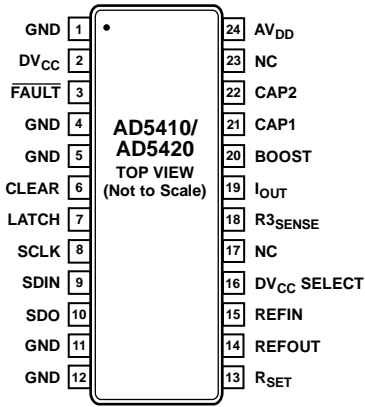 GND 1
DVCC 2
FAULT 3
GND 4
GND 5
CLEAR 6
LATCH 7
SCLK 8
SDIN 9
SDO 10
GND 11
GND 12
AD5410/
AD5420
TOP VIEW
(Not to Scale)
24 AVDD
23 NC
22 CAP2
21 CAP1
20 BOOST
19 IOUT
18 R3SENSE
17 NC
16 DVCC SELECT
15 REFIN
14 REFOUT
13 RSET